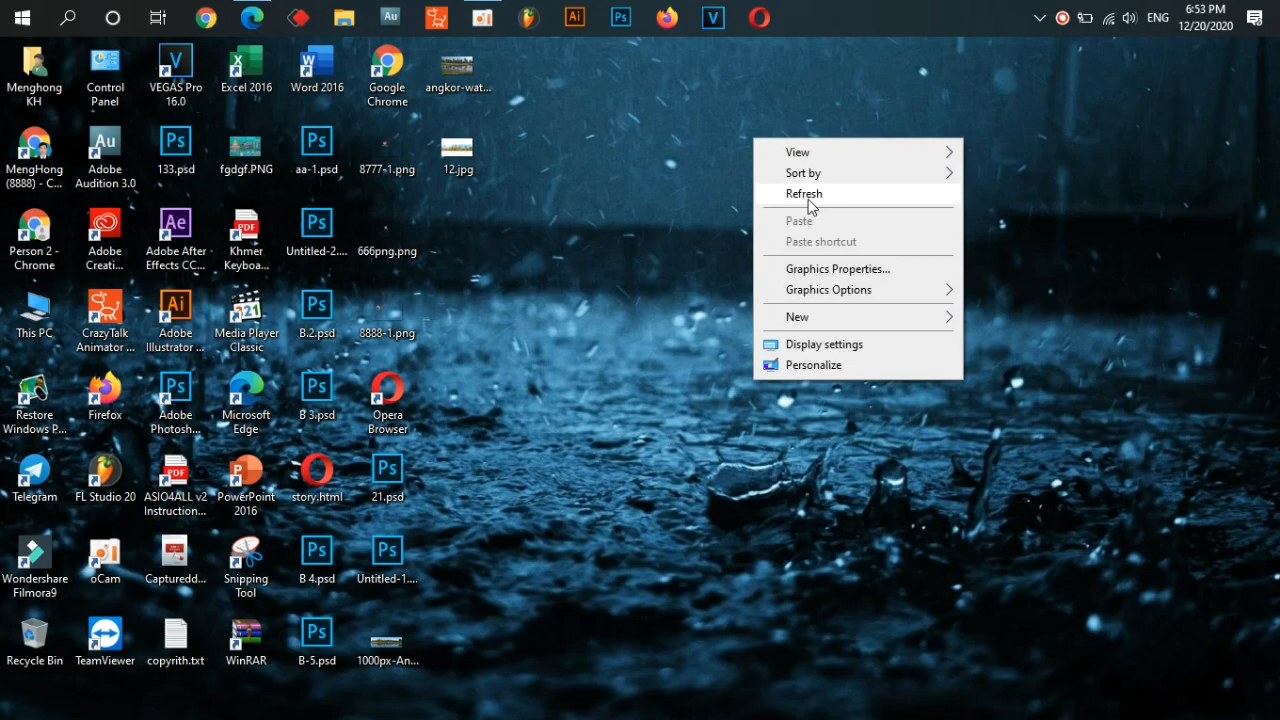 ENG
6:53 PM
12/20/2020
Menghong
KH
Control
Panel
VEGAS Pro
16.0
Excel 2016
Word 2016
Google
Chrome
angkor-wat...
MengHong
(8888) - C...
Adobe
Audition 3.0
133.psd
fgdgf.PNG
aa-1.psd
8777-1.png
12.jpg
Person 2 -
Chrome
Adobe
Creati...
Adobe After
Effects CC...
Khmer
Keyboa...
Untitled-2....
666png.png
This PC
CrazyTalk
Animator ...
Adobe
Illustrator ...
Media Player
Classic
B.2.psd
8888-1.png
Restore
Windows P...
Firefox
Adobe
Photosh...
Microsoft
Edge
B 3.psd
Opera
Browser
Telegram
FL Studio 20
ASIO4ALL v2
Instruction...
PowerPoint
2016
story.html
21.psd
Wondershare
Filmora9
oCam
Capturedd...
Snipping
Tool
B 4.psd
Untitled-1....
Recycle Bin
TeamViewer
copyrith.txt
WinRAR
B-5.psd
1000px-An...
View
Sort by
Refresh
Paste
Paste shortcut
Graphics Properties...
Graphics Options
New
Display settings
Personalize